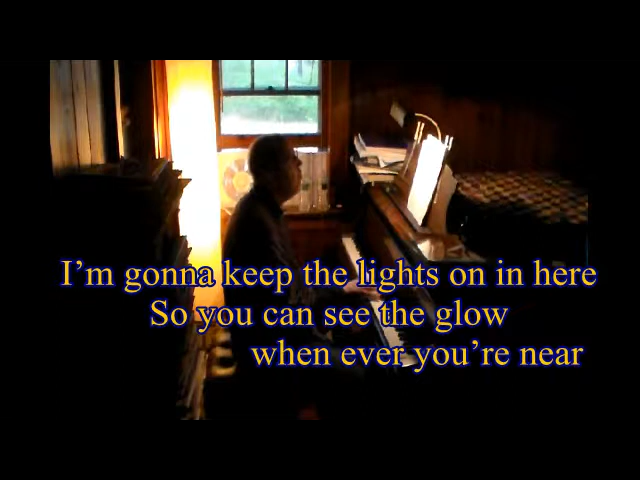 I’m gonna keep the lights on in here
So you can see the glow
when ever you’re near